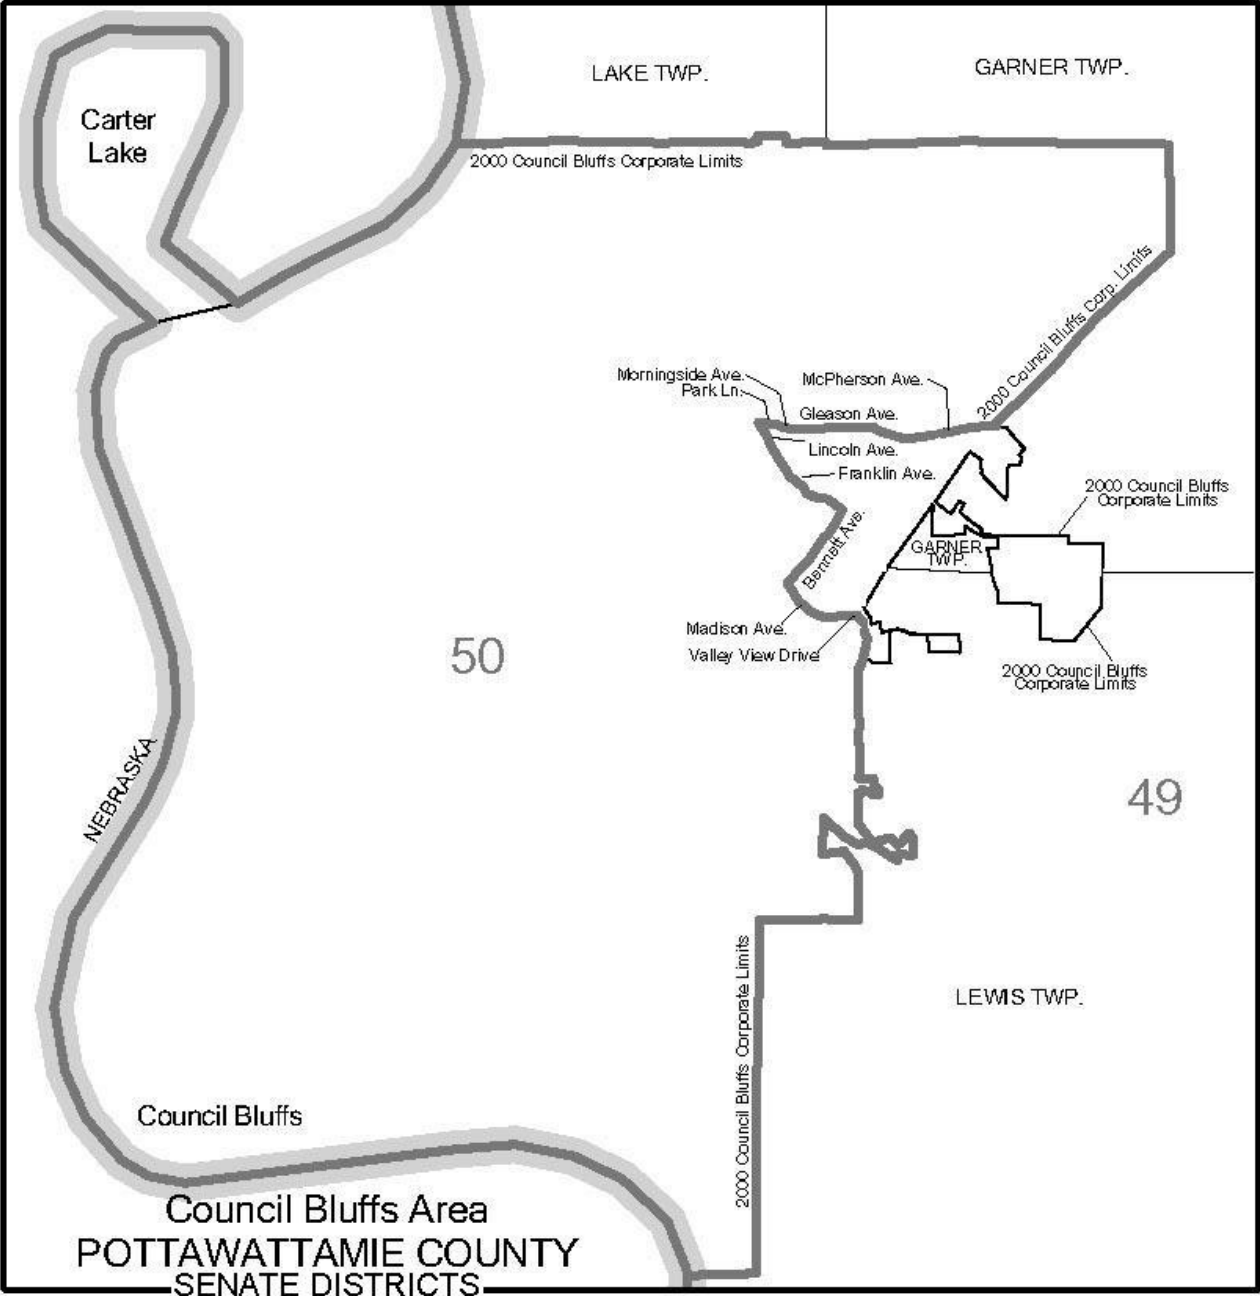 LAKE TWP.
GARNER TWP.
Carter
Lake
2000 Council Bluffs Corporate Limits
2000 Council Bluffs Corp. Limits
Morningside Ave.
Park Ln.
McPherson Ave.
Gleason Ave.
Lincoln Ave.
Franklin Ave.
2000 Council Bluffs
Corporate Limits
Bennett Ave.
GARNER
TWP.
Madison Ave.
Valley View Drive
50
2000 Council Bluffs
Corporate Limits
NEBRASKA
49
2000 Council Bluffs Corporate Limits
LEWIS TWP.
Council Bluffs
Council Bluffs Area
POTTAWATTAMIE COUNTY
SENATE DISTRICTS